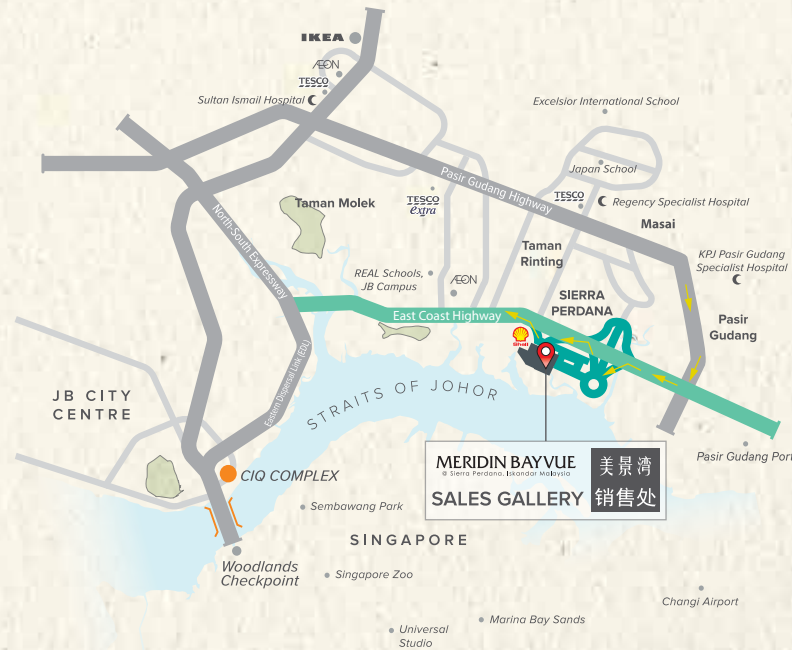 IKEA
ÆON
TESCO
Sultan Ismail Hospital
Excelsior International School
Japan School
Pasir Gudang Highway
TESCO
Regency Specialist Hospital
Taman Molek
TESCO
extra
North-South Expressway
Masai
Taman
Rinting
KPJ Pasir Gudang
Specialist Hospital
REAL Schools,
JB Campus
ÆON
SIERRA
PERDANA
East Coast Highway
Pasir
Gudang
Shell
Eastern Dispersal Link (EDL)
STRAITS OF JOHOR
JB CITY
CENTRE
MERIDIN BAYVUE
@ Sierra Perdana, Iskandar Malaysia
SALES GALLERY
美景湾
销售处
Pasir Gudang Port
CIQ COMPLEX
Sembawang Park
SINGAPORE
Woodlands
Checkpoint
Singapore Zoo
Changi Airport
Marina Bay Sands
Universal
Studio